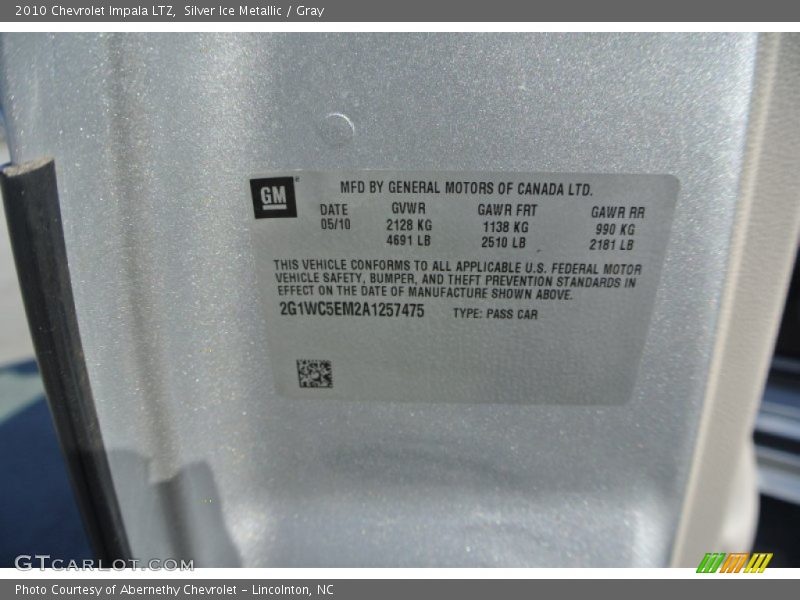 2010 Chevrolet Impala LTZ, Silver Ice Metallic / Gray
GM
MFD BY GENERAL MOTORS OF CANADA LTD.
DATE GVWR GAWR FRT GAWR RR
05/10 2128 KG 1138 KG 990 KG
4691 LB 2510 LB 2181 LB
THIS VEHICLE CONFORMS TO ALL APPLICABLE U.S. FEDERAL MOTOR
VEHICLE SAFETY, BUMPER, AND THEFT PREVENTION STANDARDS IN
EFFECT ON THE DATE OF MANUFACTURE SHOWN ABOVE.
2G1WC5EM2A1257475 TYPE: PASS CAR
GTCARLOT.COM
Photo Courtesy of Abernethy Chevrolet - Lincolnton, NC